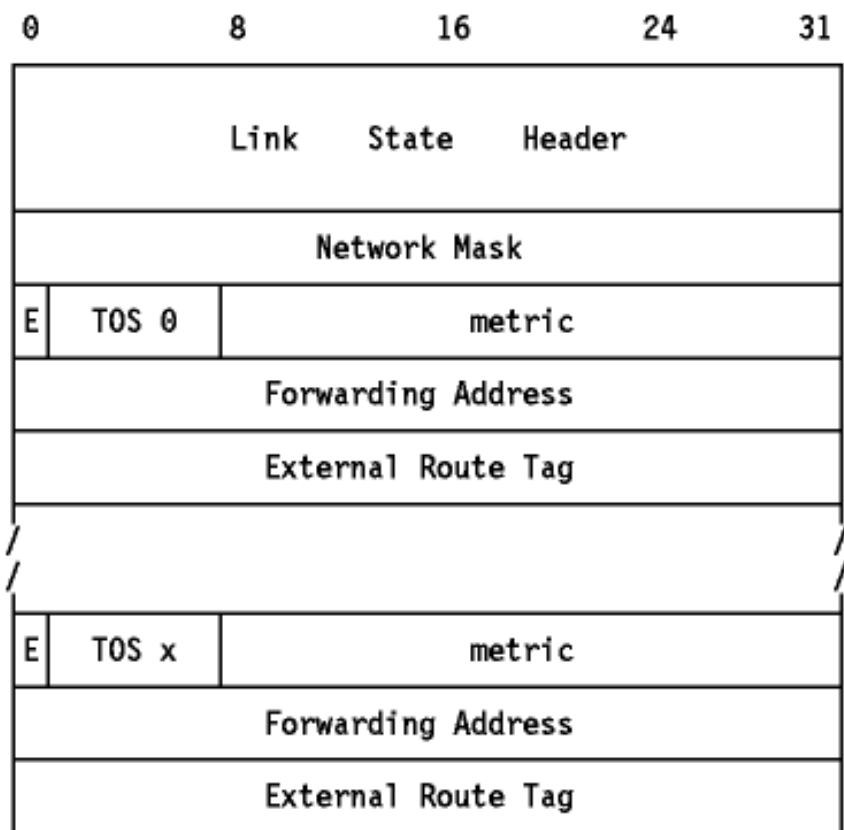 0 8 16 24 31
Link State Header
Network Mask
E TOS 0 metric
Forwarding Address
External Route Tag
/ /
/ /
E TOS x metric
Forwarding Address
External Route Tag